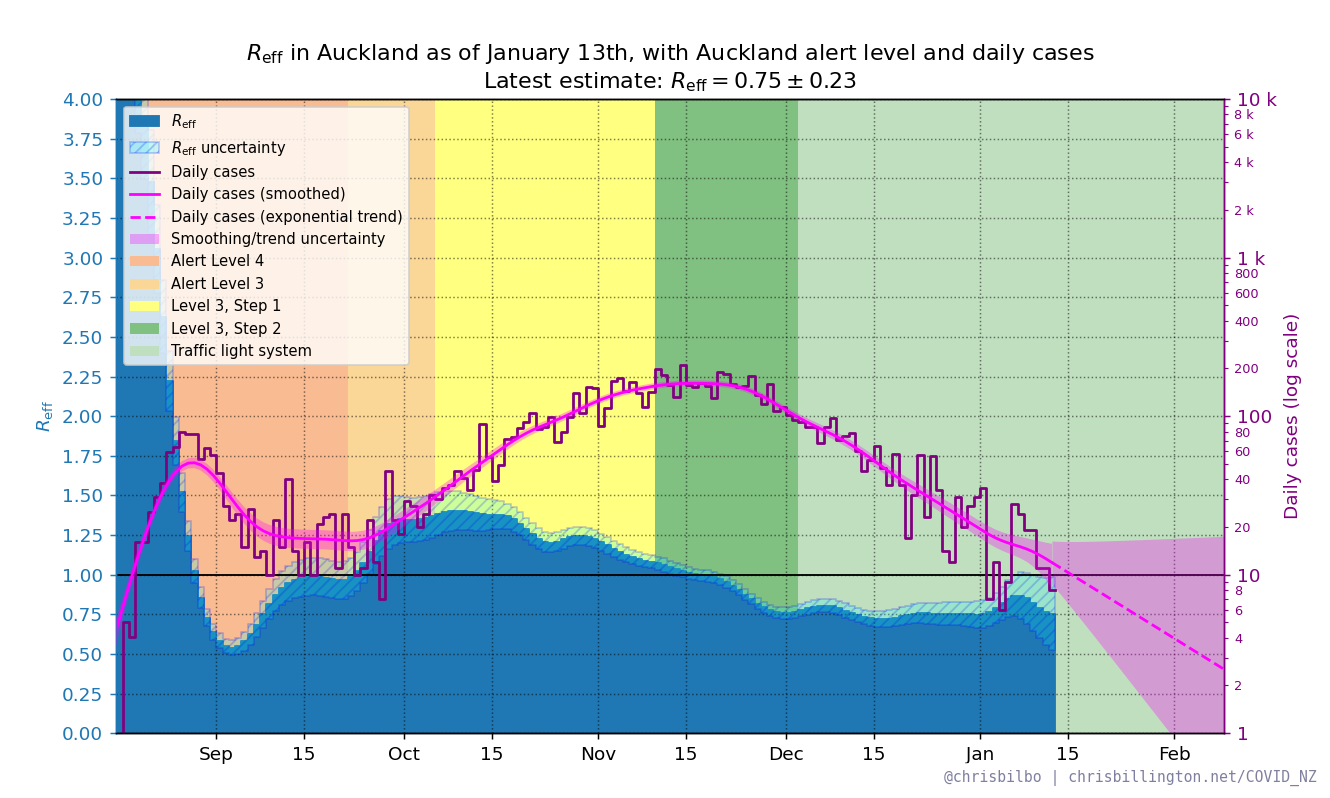 Reff in Auckland as of January 13th, with Auckland alert level and daily cases
Latest estimate: Reff = 0.75 ± 0.23
4.00
3.75
3.50
3.25
3.00
2.75
2.50
2.25
2.00
1.75
1.50
1.25
1.00
0.75
0.50
0.25
0.00
Reff
Reff
Reff uncertainty
Daily cases
Daily cases (smoothed)
Daily cases (exponential trend)
Smoothing/trend uncertainty
Alert Level 4
Alert Level 3
Level 3, Step 1
Level 3, Step 2
Traffic light system
10 k
8 k
6 k
4 k
2 k
1 k
800
600
400
200
100
80
60
40
20
10
8
6
4
2
1
Daily cases (log scale)
Sep 15 Oct 15 Nov 15 Dec 15 Jan 15 Feb
@chrisbilbo | chrisbillington.net/COVID_NZ